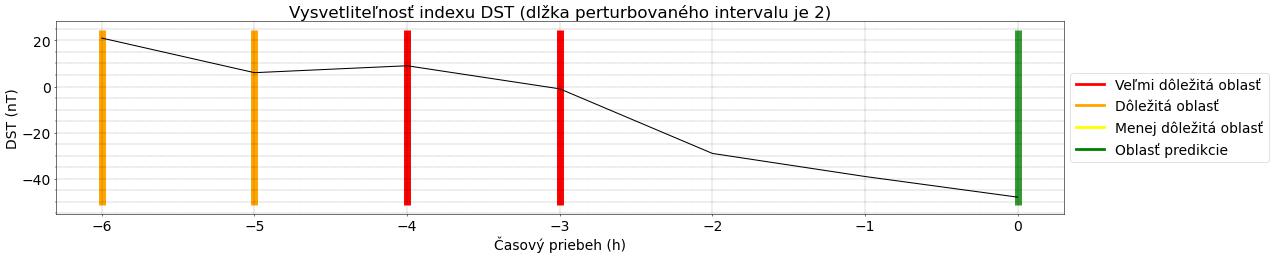 Vysvetliteľnosť indexu DST (dĺžka perturbovaného intervalu je 2)
DST (nT)
20
0
−20
−40
−6 −5 −4 −3 −2 −1 0
Časový priebeh (h)
Veľmi dôležitá oblasť
Dôležitá oblasť
Menej dôležitá oblasť
Oblasť predikcie